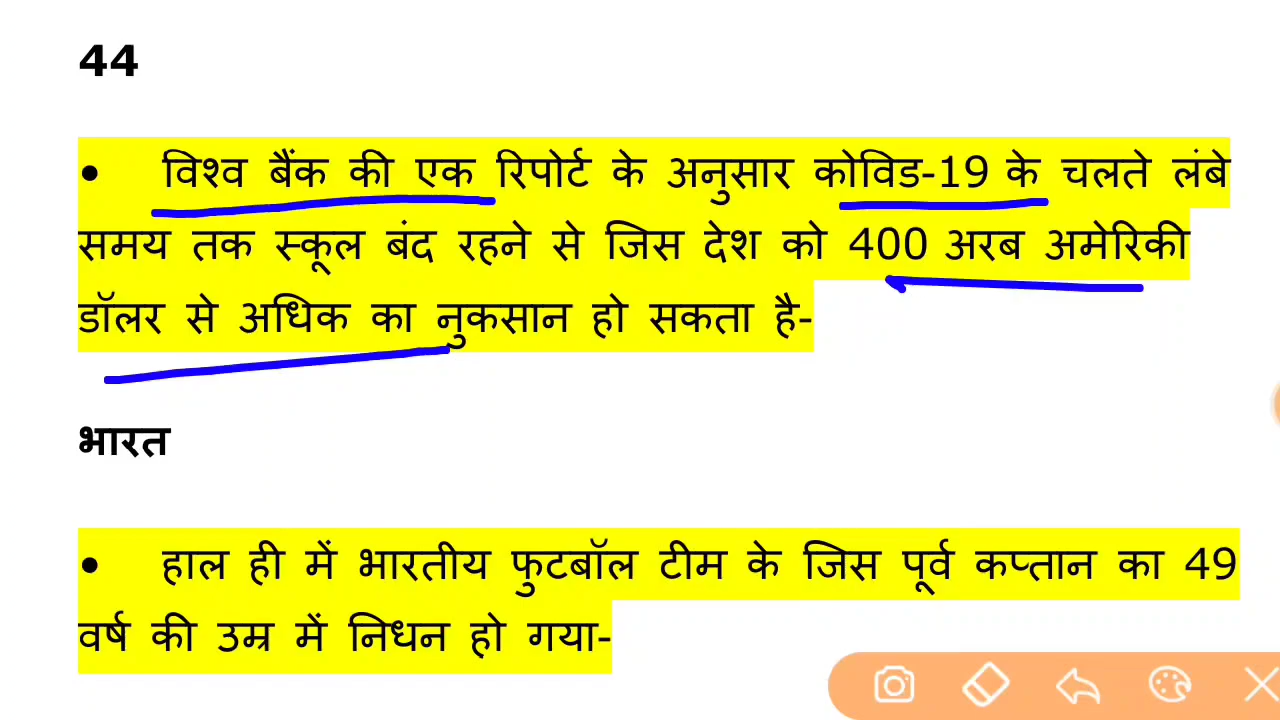 44
• विश्व बैंक की एक रिपोर्ट के अनुसार कोविड-19 के चलते लंबे
समय तक स्कूल बंद रहने से जिस देश को 400 अरब अमेरिकी
डॉलर से अधिक का नुकसान हो सकता है-
भारत
• हाल ही में भारतीय फुटबॉल टीम के जिस पूर्व कप्तान का 49
वर्ष की उम्र में निधन हो गया-